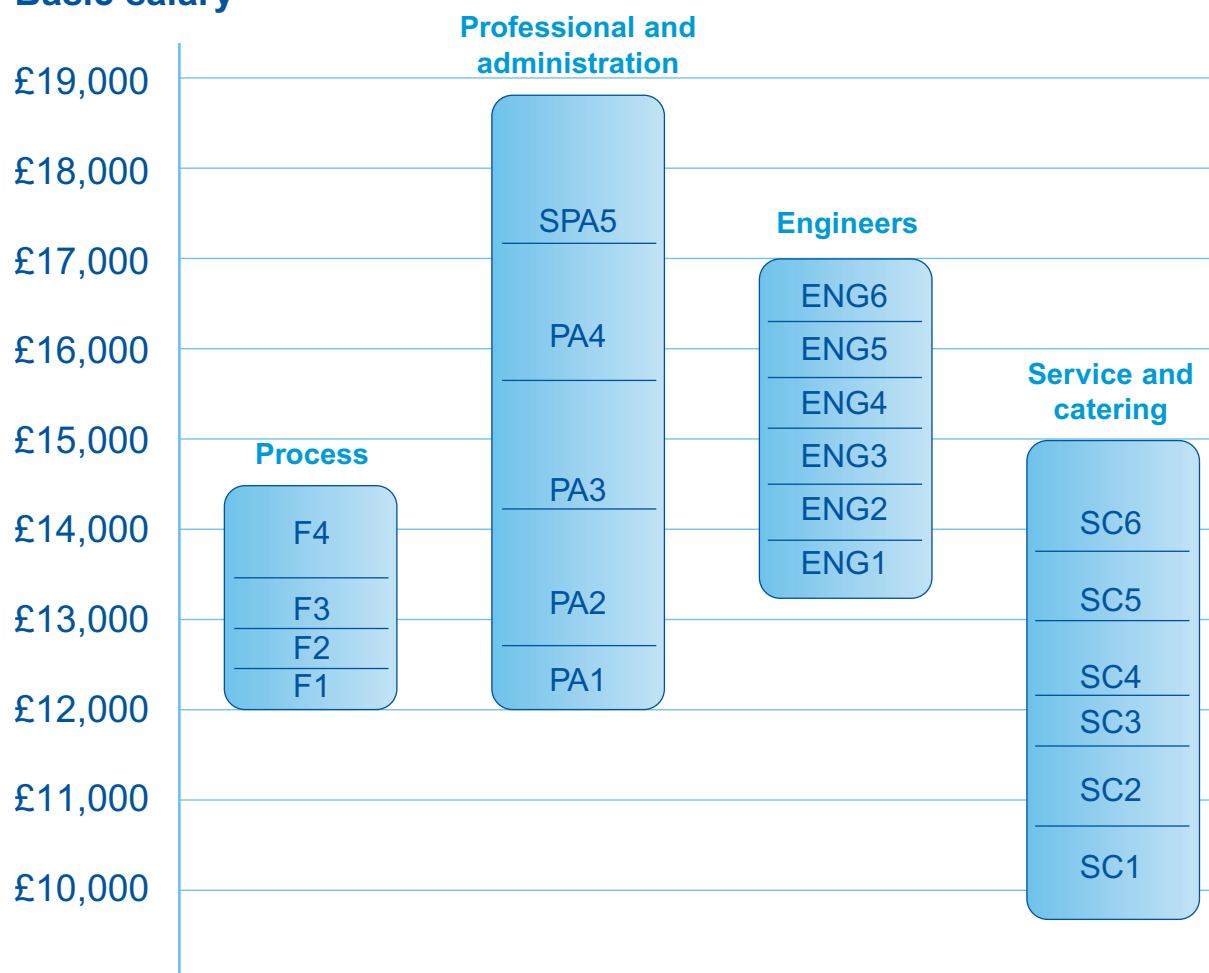 Basic salary
Professional and
administration
£19,000
£18,000
£17,000
£16,000
£15,000
£14,000
£13,000
£12,000
£11,000
£10,000
Process
F4
F3
F2
F1
SPA5
PA4
PA3
PA2
PA1
Engineers
ENG6
ENG5
ENG4
ENG3
ENG2
ENG1
Service and
catering
SC6
SC5
SC4
SC3
SC2
SC1